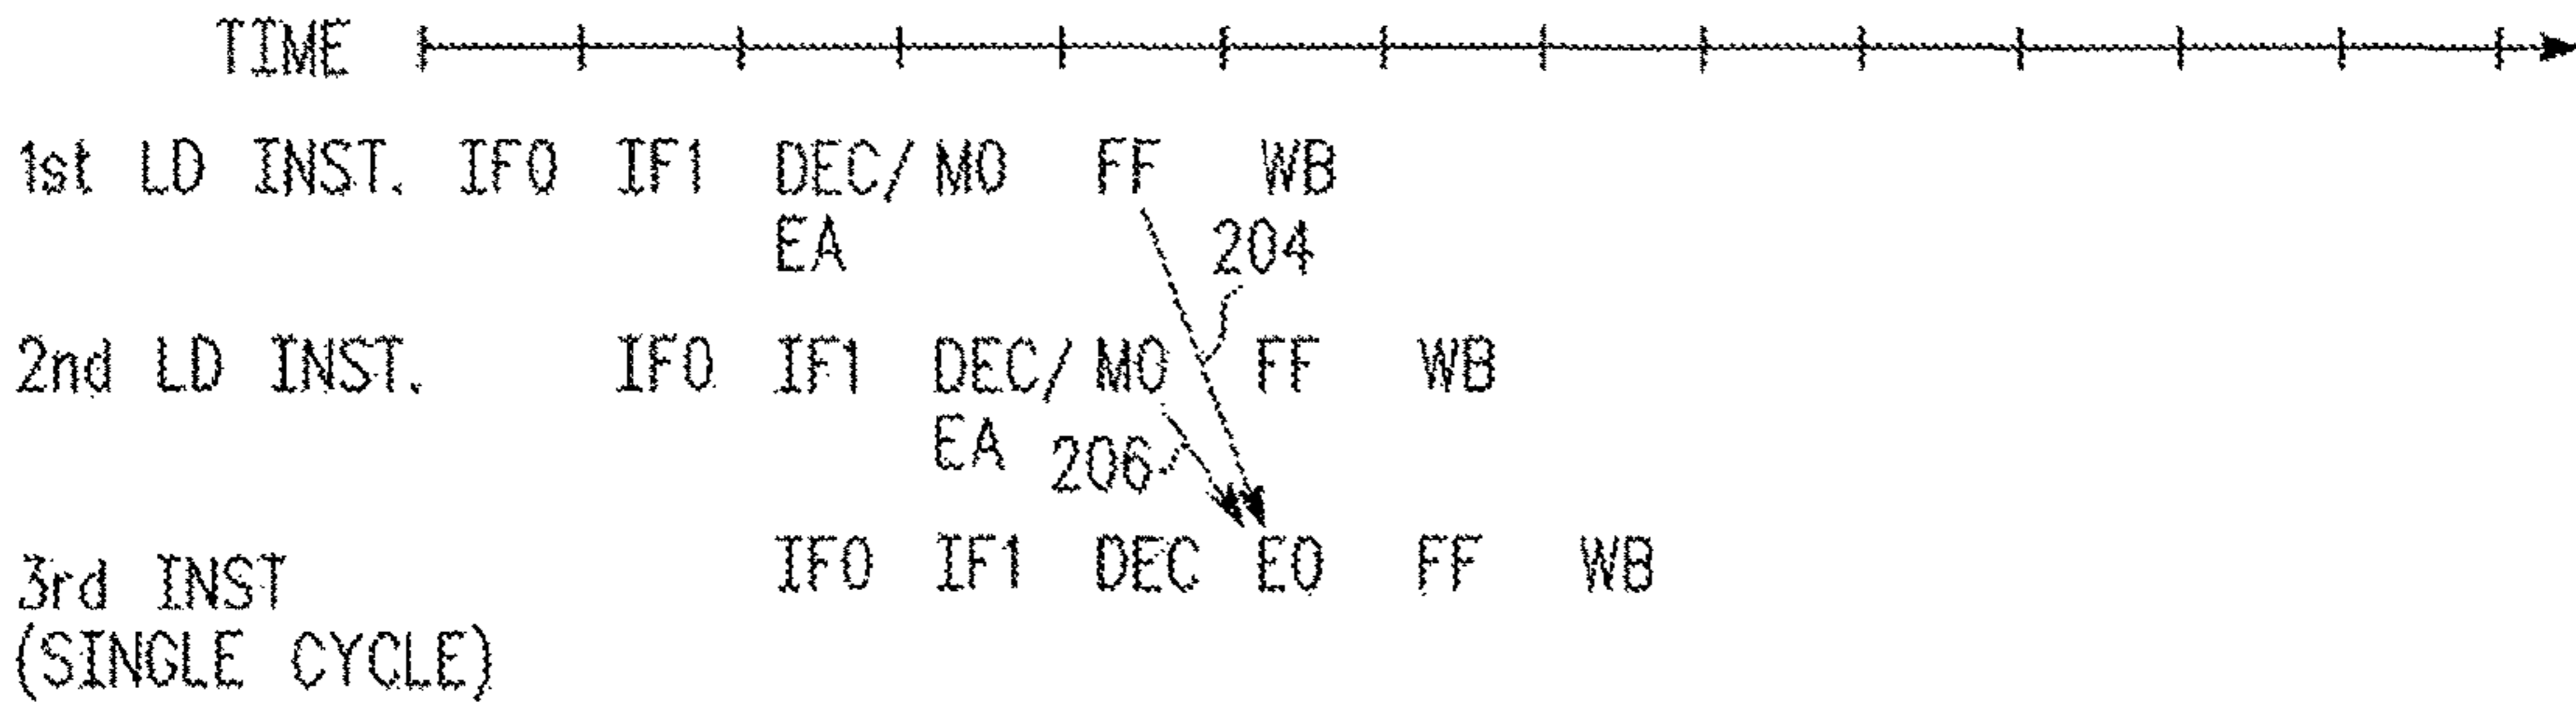 TIME
1st LD INST. IF0 IF1 DEC/ M0 FF WB
EA 204
2nd LD INST. IF0 IF1 DEC/ M0 FF WB
EA 206
3rd INST IF0 IF1 DEC E0 FF WB
(SINGLE CYCLE)